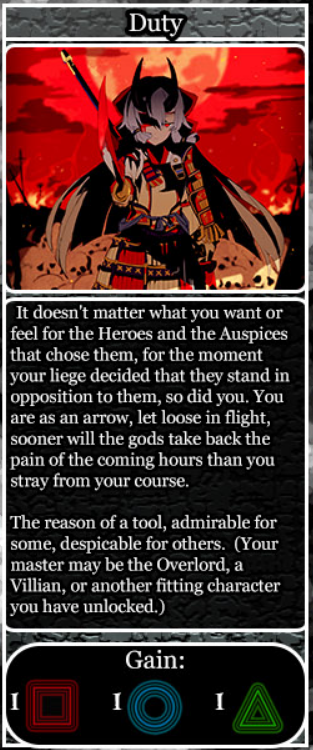 Duty
It doesn't matter what you want or
feel for the Heroes and the Auspices
that chose them, for the moment
your liege decided that they stand in
opposition to them, so did you. You
are as an arrow, let loose in flight,
sooner will the gods take back the
pain of the coming hours than you
stray from your course.
The reason of a tool, admirable for
some, despicable for others.  (Your
master may be the Overlord, a
Villian, or another fitting character
you have unlocked.)
Gain:
1 1 1